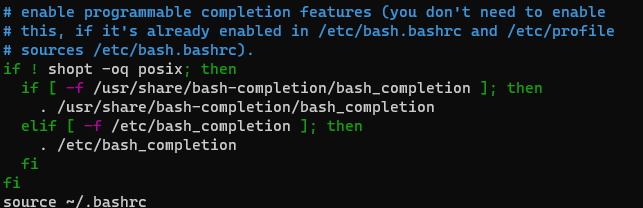 # enable programmable completion features (you don't need to enable
# this, if it's already enabled in /etc/bash.bashrc and /etc/profile
# sources /etc/bash.bashrc).
if ! shopt -oq posix; then
  if [ -f /usr/share/bash-completion/bash_completion ]; then
    . /usr/share/bash-completion/bash_completion
  elif [ -f /etc/bash_completion ]; then
    . /etc/bash_completion
  fi
fi
source ~/.bashrc